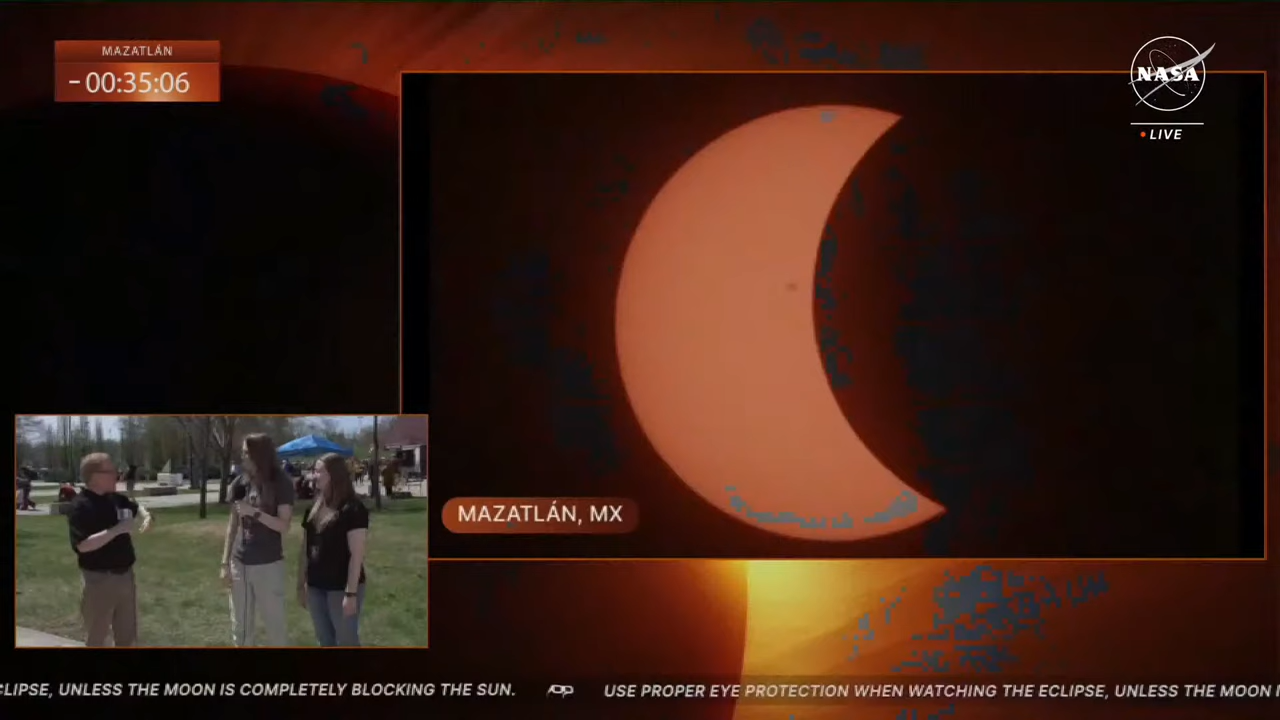 MAZATLÁN
-00:35:06
NASA
LIVE
MAZATLÁN, MX
CLIPSE, UNLESS THE MOON IS COMPLETELY BLOCKING THE SUN. USE PROPER EYE PROTECTION WHEN WATCHING THE ECLIPSE, UNLESS THE MOON